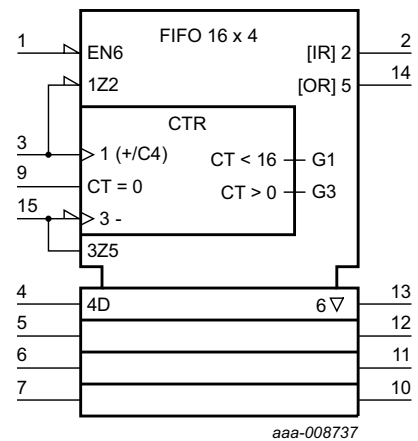 FIFO 16 x 4
1 EN6 [IR] 2 2
1Z2 [OR] 5 14
CTR
3 1 (+/C4) CT < 16 G1
9 CT = 0 CT > 0 G3
15 3 -
3Z5
4 4D 6 ▽ 13
5 12
6 11
7 10
aaa-008737